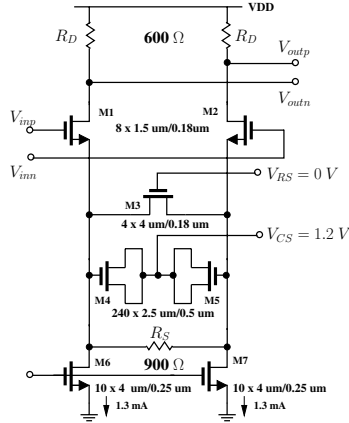 VDD
R_D 600 Ω R_D
V_outp
V_outn
V_inp M1 M2
8 x 1.5 um/0.18um
V_inn
V_RS = 0 V
M3
4 x 4 um/0.18 um
V_CS = 1.2 V
M4 M5
240 x 2.5 um/0.5 um
R_S
M6 900 Ω M7
10 x 4 um/0.25 um 10 x 4 um/0.25 um
1.3 mA 1.3 mA